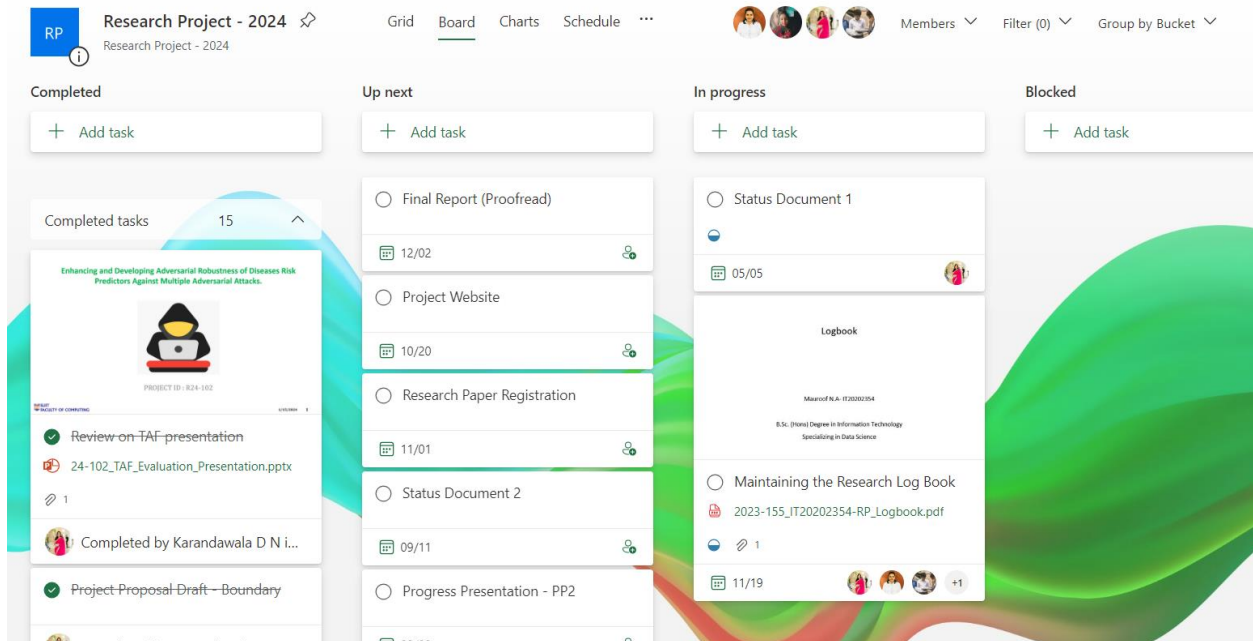 RP
Research Project - 2024
Research Project - 2024
Grid
Board
Charts
Schedule
...
Members
Filter (0)
Group by Bucket
Completed
Add task
Completed tasks
15
Enhancing and Developing Adversarial Robustness of Diseases Risk
Predictors Against Multiple Adversarial Attacks.
PROJECT ID : R24-102
FACULTY OF COMPUTING
Review on TAF presentation
24-102_TAF_Evaluation_Presentation.pptx
1
Completed by Karandawala D N i...
Project Proposal Draft - Boundary
Up next
Add task
Final Report (Proofread)
12/02
Project Website
10/20
Research Paper Registration
11/01
Status Document 2
09/11
Progress Presentation - PP2
In progress
Add task
Status Document 1
05/05
Logbook
Mauroof N.A- IT20202354
B.Sc. (Hons) Degree in Information Technology
Specializing in Data Science
Maintaining the Research Log Book
2023-155_IT20202354-RP_Logbook.pdf
1
11/19
+1
Blocked
Add task